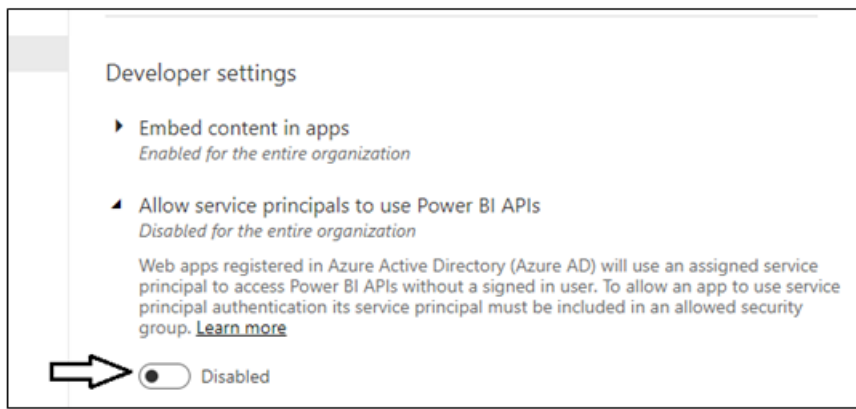 Developer settings
Embed content in apps
Enabled for the entire organization
Allow service principals to use Power BI APIs
Disabled for the entire organization
Web apps registered in Azure Active Directory (Azure AD) will use an assigned service
principal to access Power BI APIs without a signed in user. To allow an app to use service
principal authentication its service principal must be included in an allowed security
group. Learn more
Disabled